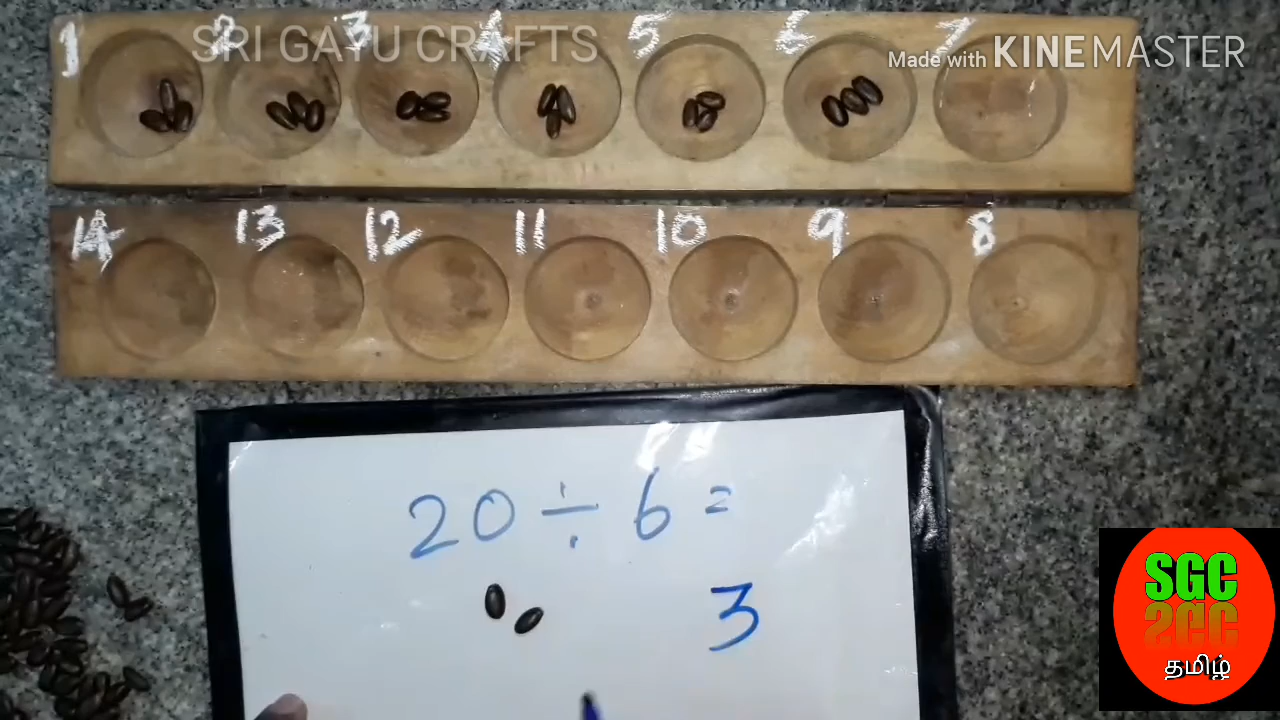 SRI GAYU CRAFTS
Made with KINEMASTER
1 2 3 4 5 6 7
14 13 12 11 10 9 8
20 ÷ 6 =
3
SGC
தமிழ்